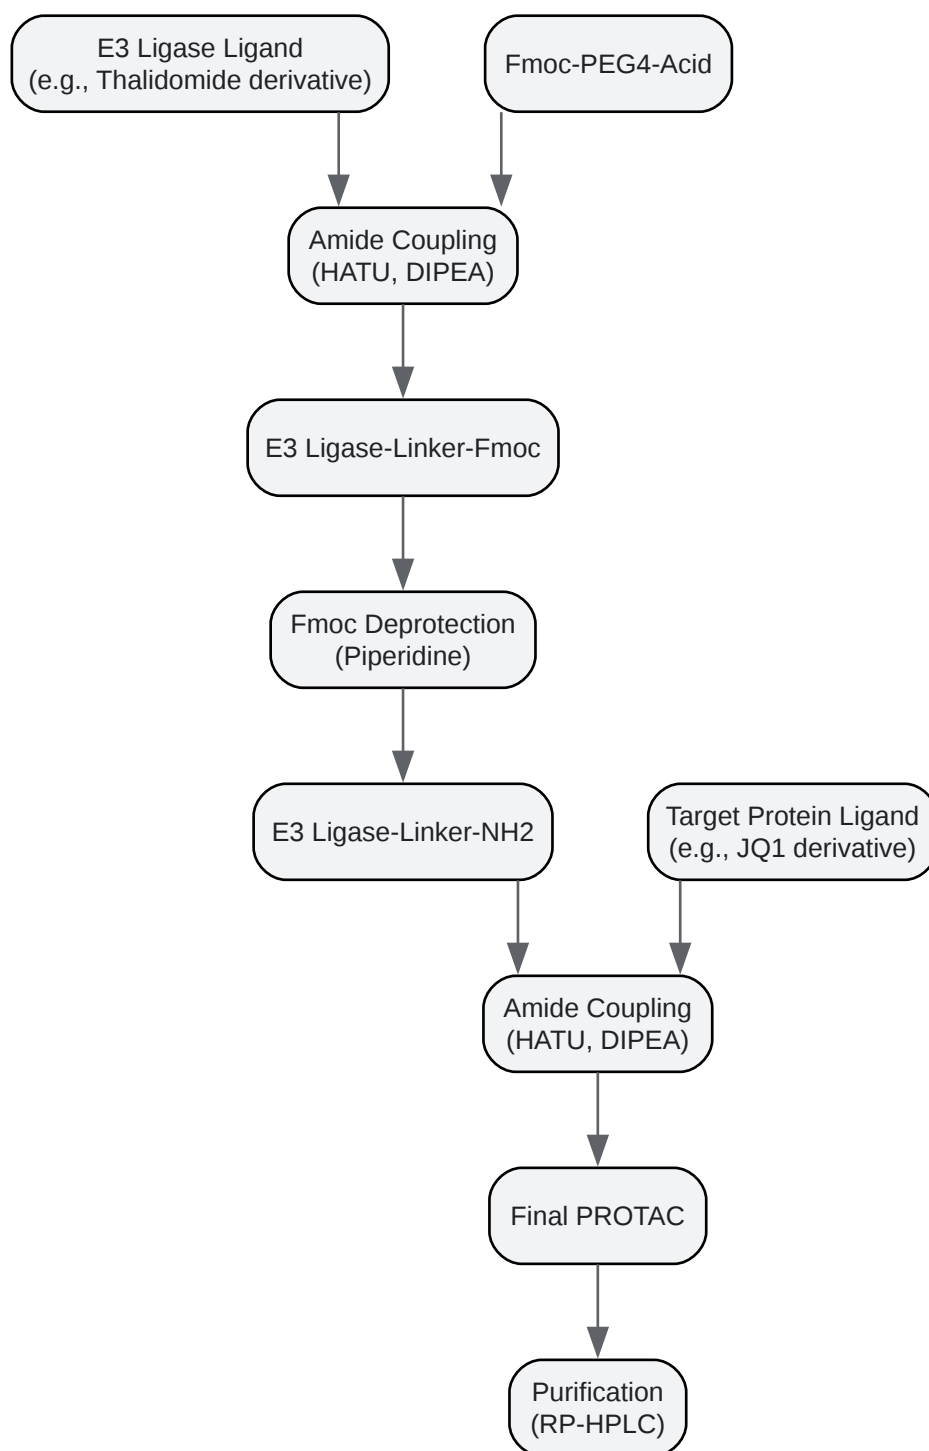 E3 Ligase Ligand
(e.g., Thalidomide derivative)
Fmoc-PEG4-Acid
Amide Coupling
(HATU, DIPEA)
E3 Ligase-Linker-Fmoc
Fmoc Deprotection
(Piperidine)
E3 Ligase-Linker-NH2
Target Protein Ligand
(e.g., JQ1 derivative)
Amide Coupling
(HATU, DIPEA)
Final PROTAC
Purification
(RP-HPLC)